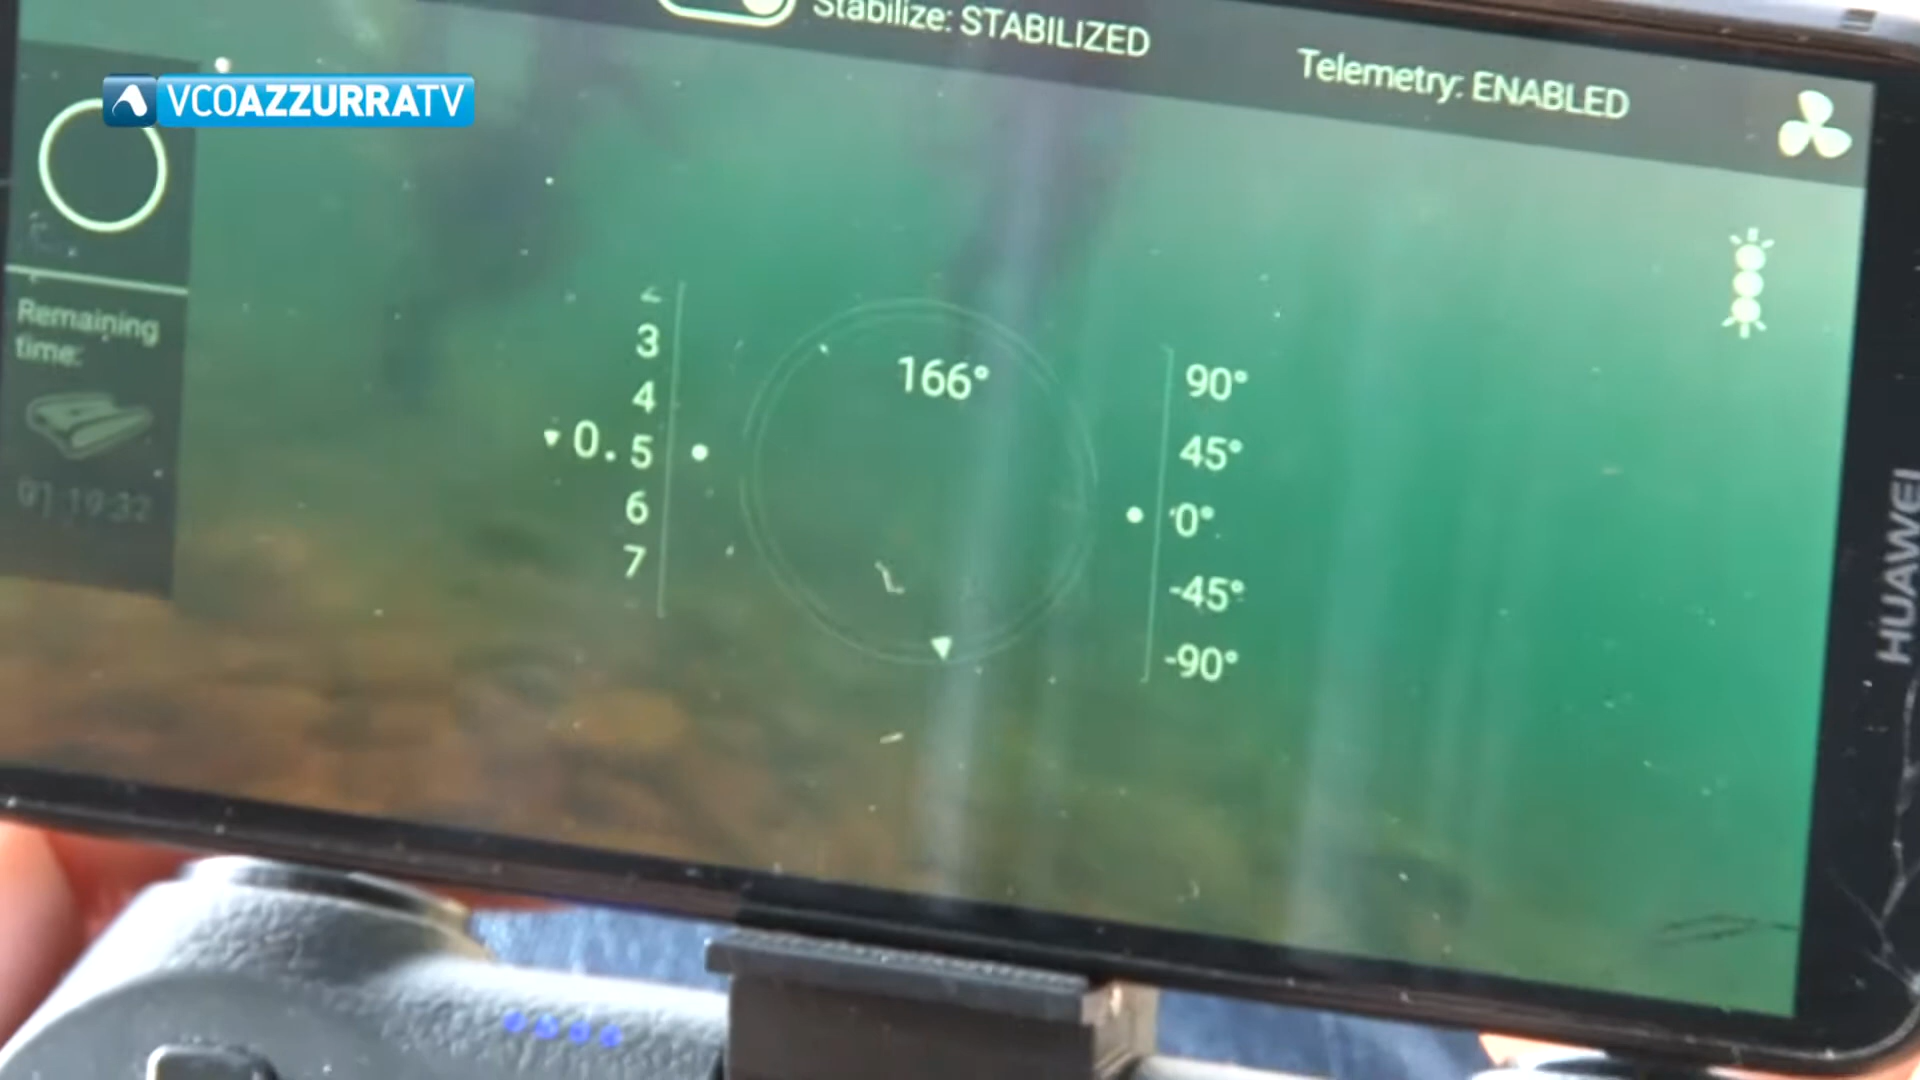 Stabilize: STABILIZED
Telemetry: ENABLED
VCOAZZURRATV
Remaining
time:
01:19:32
2
3
4
0.5
6
7
166°
90°
45°
0°
-45°
-90°
HUAWEI